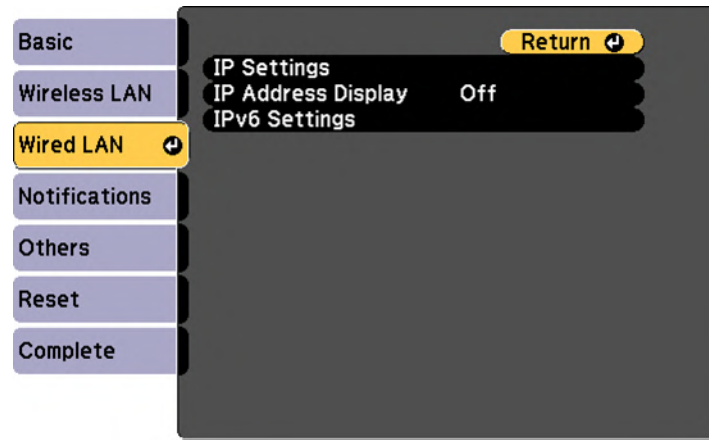 Basic
Wireless LAN
Wired LAN
Notifications
Others
Reset
Complete
Return
IP Settings
IP Address Display Off
IPv6 Settings